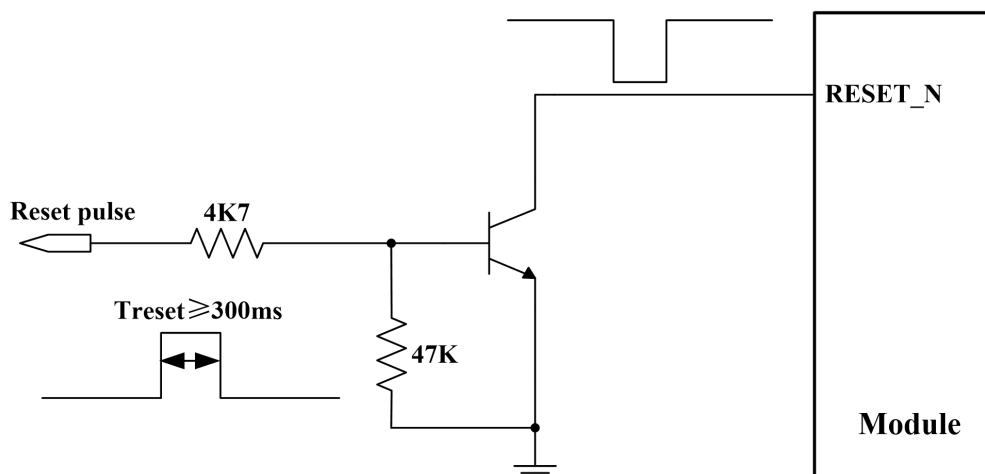 RESET_N
Reset pulse
4K7
Treset≥300ms
47K
Module